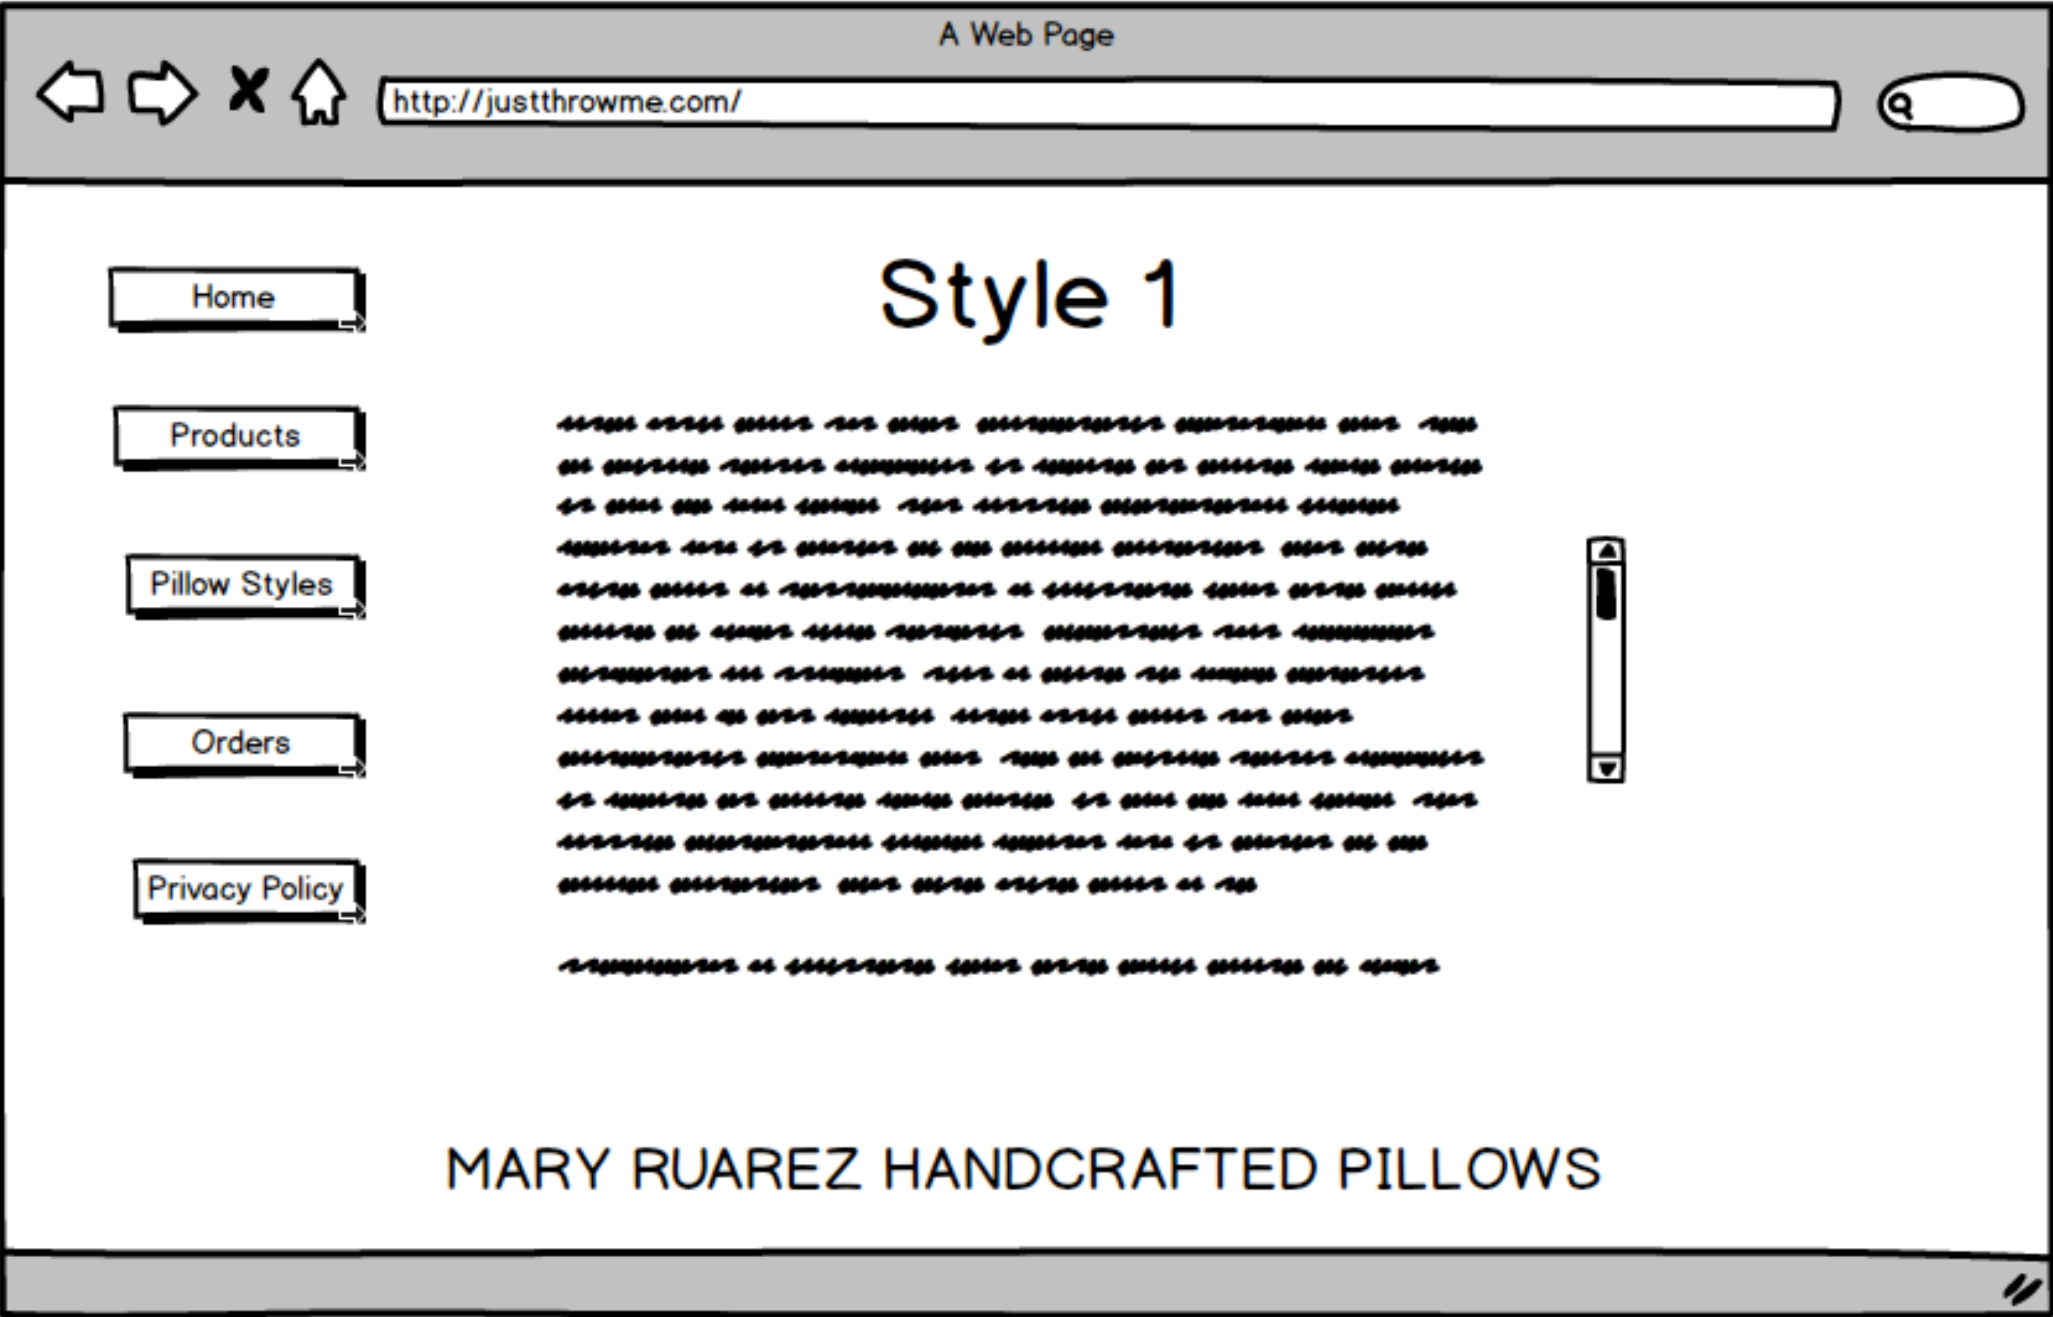 A Web Page
http://justthrowme.com/
Style 1
Home
Products
Pillow Styles
Orders
Privacy Policy
MARY RUAREZ HANDCRAFTED PILLOWS